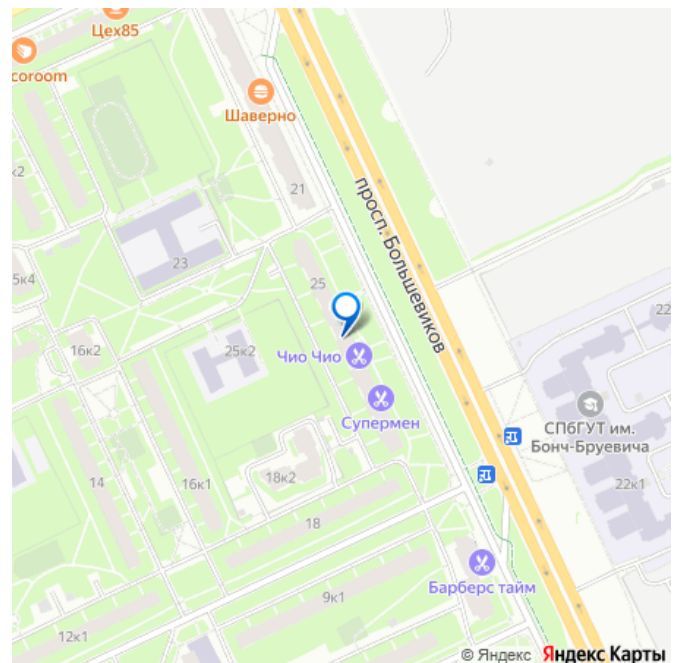 Цех85
coroom
Шаверно
к2
21
просп. Большевиков
23
5к4
25
22
16к2
25к2
Чио Чио
Супермен
СПбГУТ им.
Бонч-Бруевича
14
16к1
18к2
22к1
18
Барберс тайм
9к1
12к1
© Яндекс Яндекс Карты